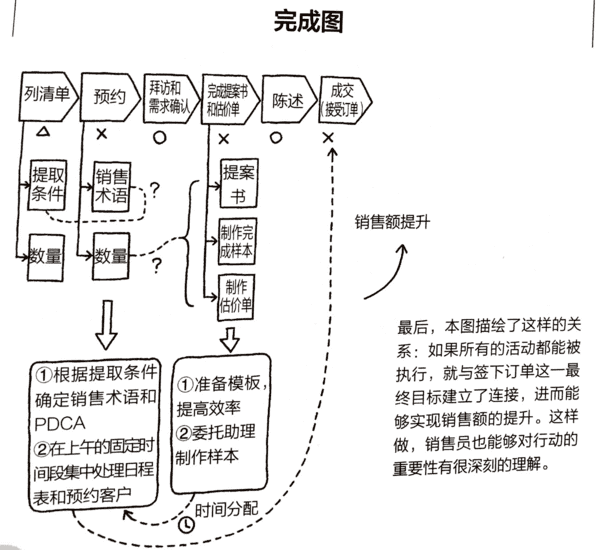 完成图
列清单
预约
拜访和
需求确认
完成提案书
和估价单
陈述
成交
(接受订单)
△
×
○
×
○
×
提取
条件
销售
术语
?
提案
书
数量
数量
?
制作完
成样本
制作
估价单
销售额提升
①根据提取条件
确定销售术语和
PDCA
②在上午的固定时
间段集中处理日程
表和预约客户
①准备模板，
提高效率
②委托助理
制作样本
时间分配
最后，本图描绘了这样的关
系：如果所有的活动都能被
执行，就与签下订单这一最
终目标建立了连接，进而能
够实现销售额的提升。这样
做，销售员也能够对行动的
重要性有很深刻的理解。